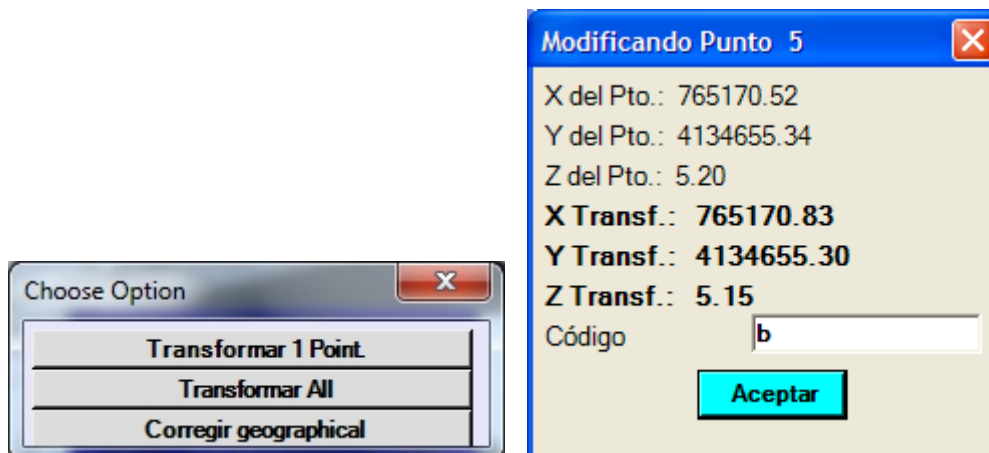 Choose Option
Transformar 1 Point.
Transformar All
Corregir geographical
Modificando Punto 5
X del Pto.: 765170.52
Y del Pto.: 4134655.34
Z del Pto.: 5.20
X Transf.: 765170.83
Y Transf.: 4134655.30
Z Transf.: 5.15
Código b
Aceptar